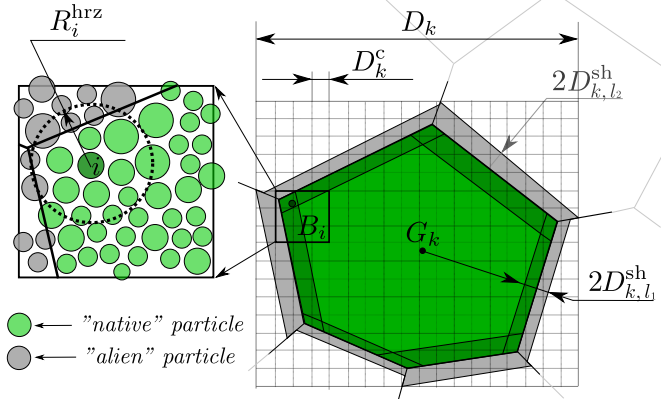 R_i^hrz
D_k
D_k^c
2D_{k,l_2}^sh
i
B_i
G_k
2D_{k,l_1}^sh
"native" particle
"alien" particle